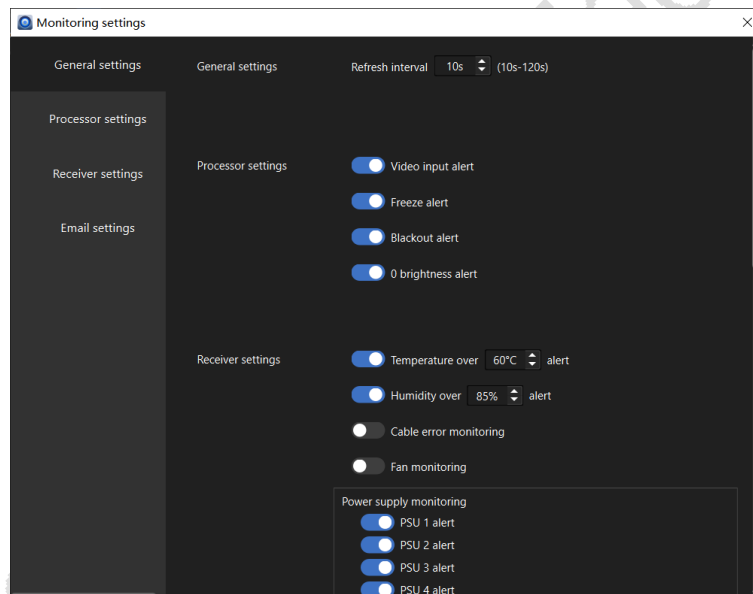 Monitoring settings
General settings
Processor settings
Receiver settings
Email settings
General settings
Refresh interval 10s (10s-120s)
Processor settings
Video input alert
Freeze alert
Blackout alert
0 brightness alert
Receiver settings
Temperature over 60°C alert
Humidity over 85% alert
Cable error monitoring
Fan monitoring
Power supply monitoring
PSU 1 alert
PSU 2 alert
PSU 3 alert
PSU 4 alert